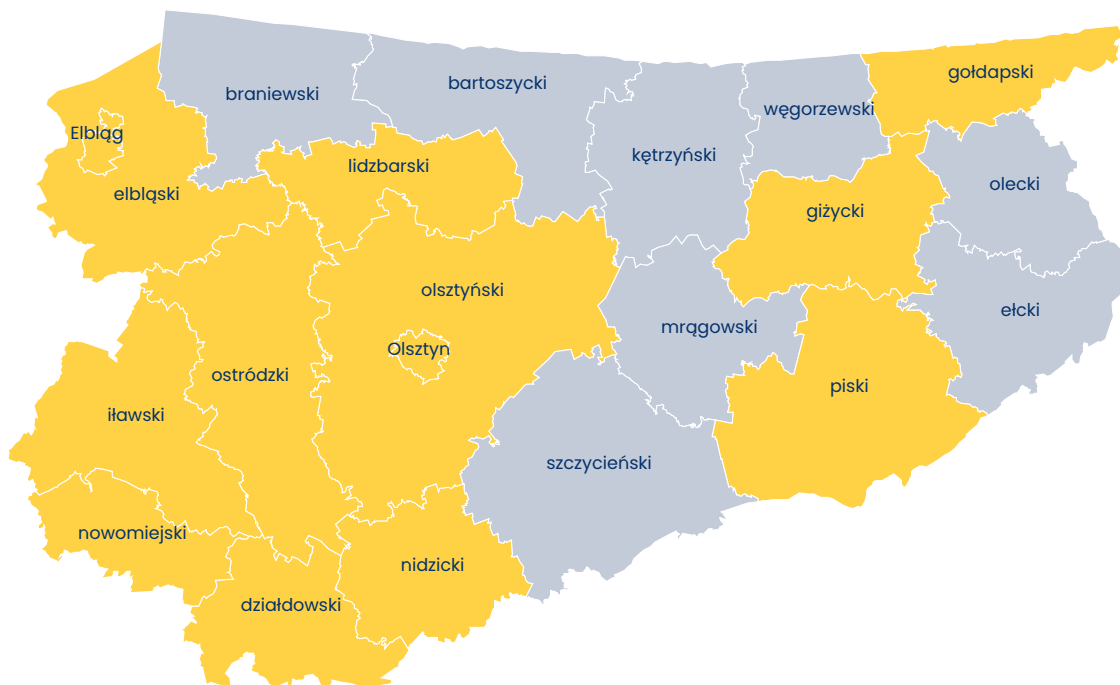 gołdapski
bartoszycki
braniewski
węgorzewski
Elbląg
kętrzyński
lidzbarski
olecki
elbląski
giżycki
olsztyński
ełcki
mrągowski
Olsztyn
ostródzki
piski
iławski
szczycieński
nowomiejski
nidzicki
działdowski